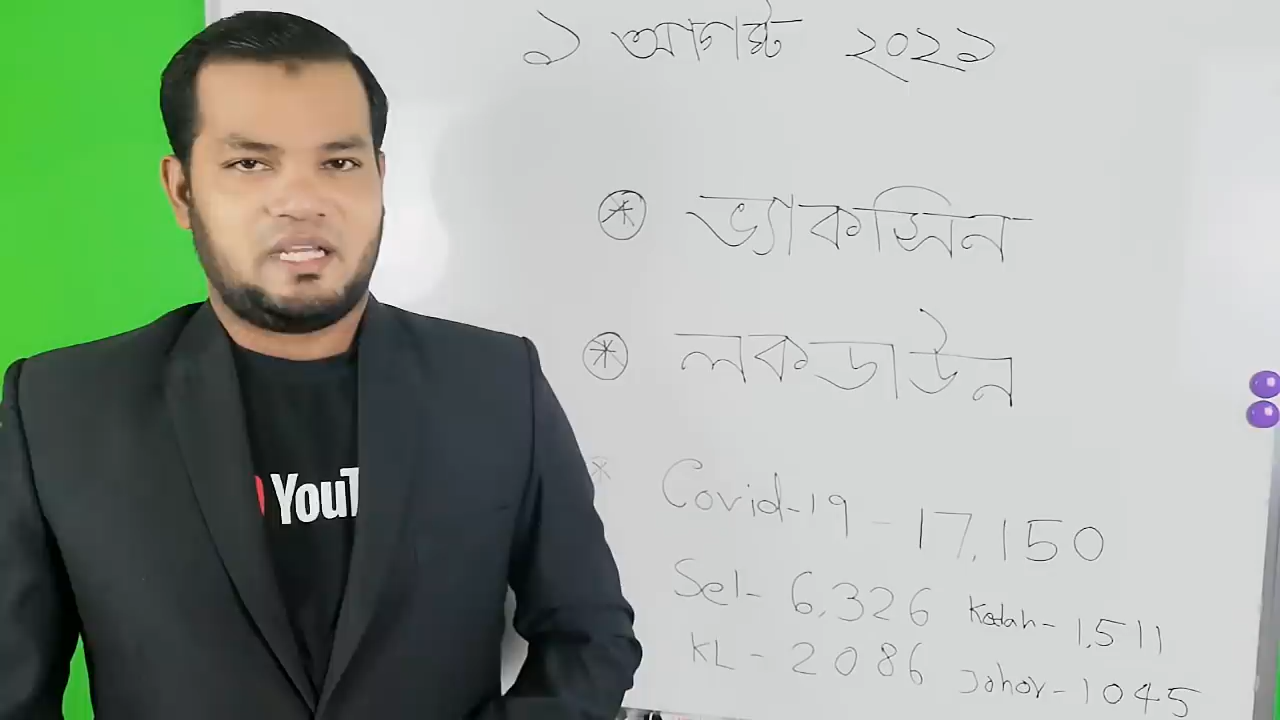 ১ আগষ্ট ২০২১
* ভ্যাকসিন
* লকডাউন
* Covid-19 - 17,150
Sel- 6,326 Kedah- 1,511
KL - 2086 Johor - 1045
YouT